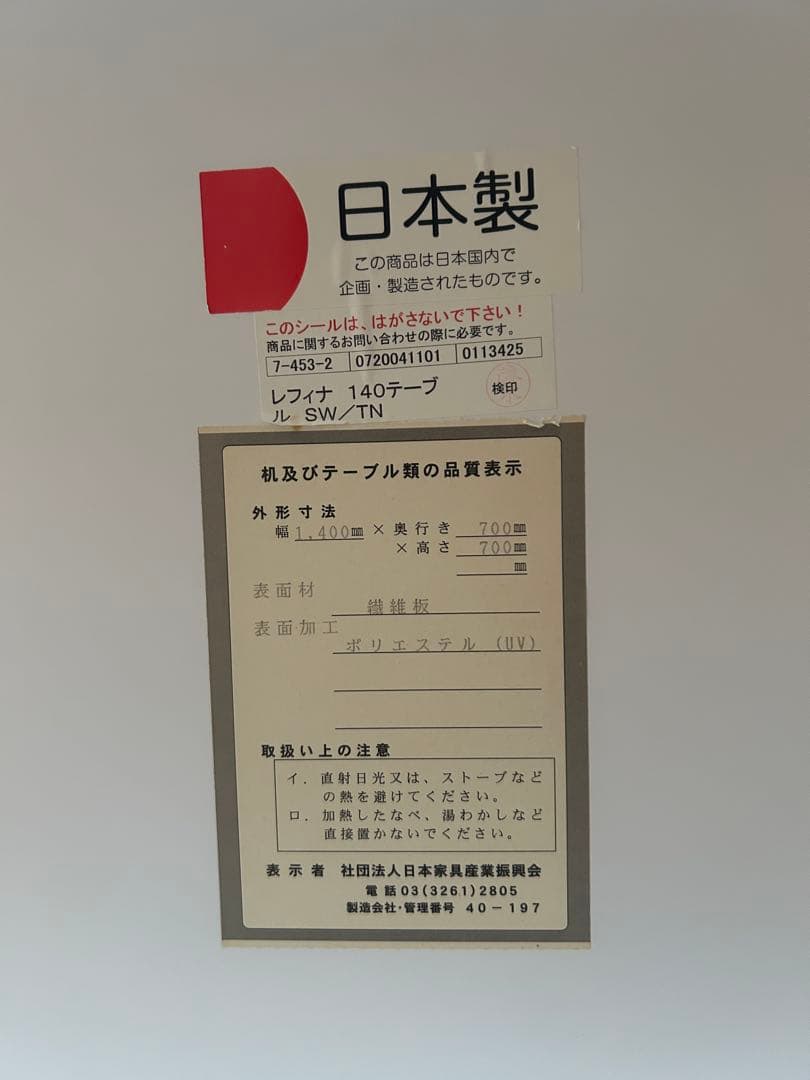 日本製
この商品は日本国内で
企画・製造されたものです。
このシールは、はがさないで下さい！
商品に関するお問い合わせの際に必要です。
7-453-2 0720041101 0113425
レフィナ 140テーブ
ル SW／TN
検印
机及びテーブル類の品質表示
外形寸法
幅 1,400㎜ × 奥行き 700㎜
× 高さ 700㎜
㎜
表面材
繊維板
表面加工
ポリエステル (UV)
取扱い上の注意
イ．直射日光又は、ストーブなど
の熱を避けてください。
ロ．加熱したなべ、湯わかしなど
直接置かないでください。
表示者 社団法人日本家具産業振興会
電話 03(3261)2805
製造会社・管理番号 40－197